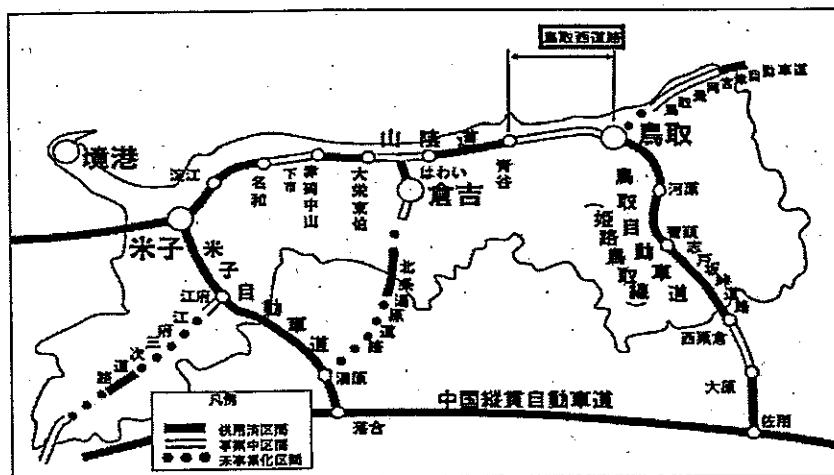 鳥取西道路
鳥取豊岡宮津自動車道
山陰道
鳥取
境港
淀江
名和
下市
赤碕中山
大栄東伯
はわい
倉吉
青谷
河原
智頭
鳥取自動車道
(姫路鳥取線)
志戸坂峠道路
米子
米子自動車道
北条湯原道路
江府
江府三次道路
西粟倉
大原
湯原
中国縦貫自動車道
落合
佐用
凡例
供用済区間
事業中区間
未事業化区間